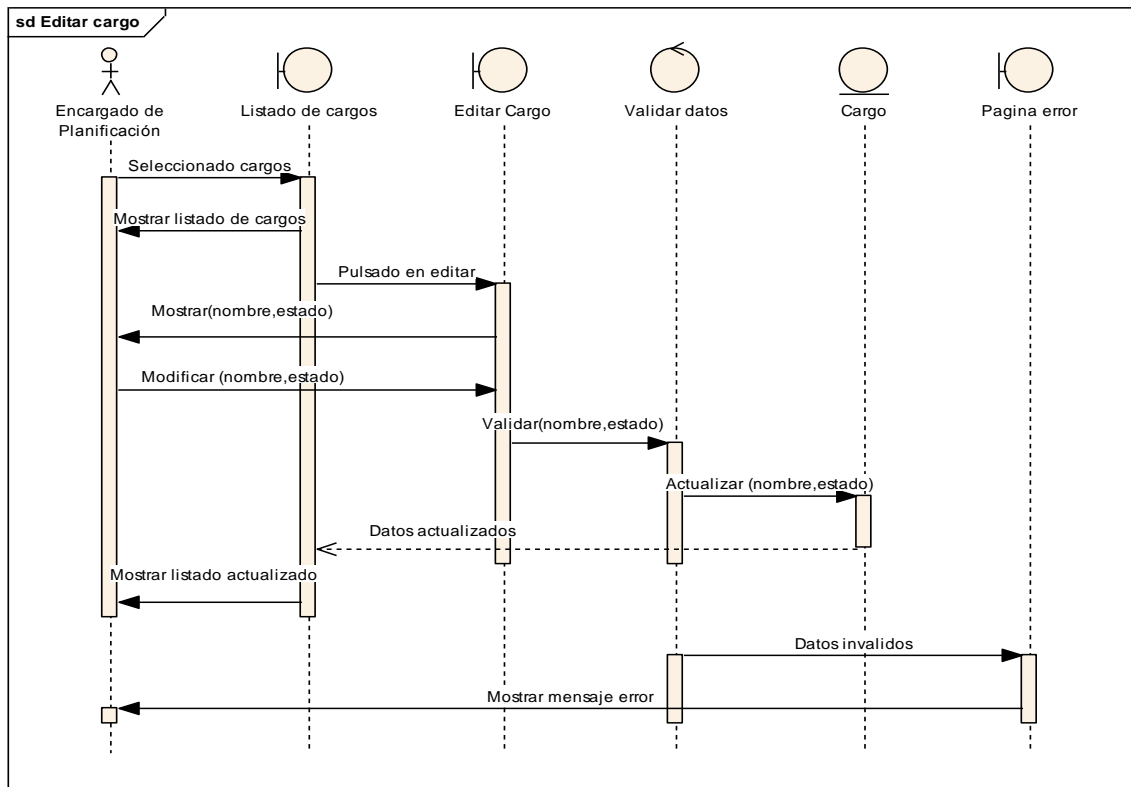 sd Editar cargo
Encargado de
Planificación
Listado de cargos
Editar Cargo
Validar datos
Cargo
Pagina error
Seleccionado cargos
Mostrar listado de cargos
Pulsado en editar
Mostrar(nombre,estado)
Modificar (nombre,estado)
Validar(nombre,estado)
Actualizar (nombre,estado)
Datos actualizados
Mostrar listado actualizado
Datos invalidos
Mostrar mensaje error